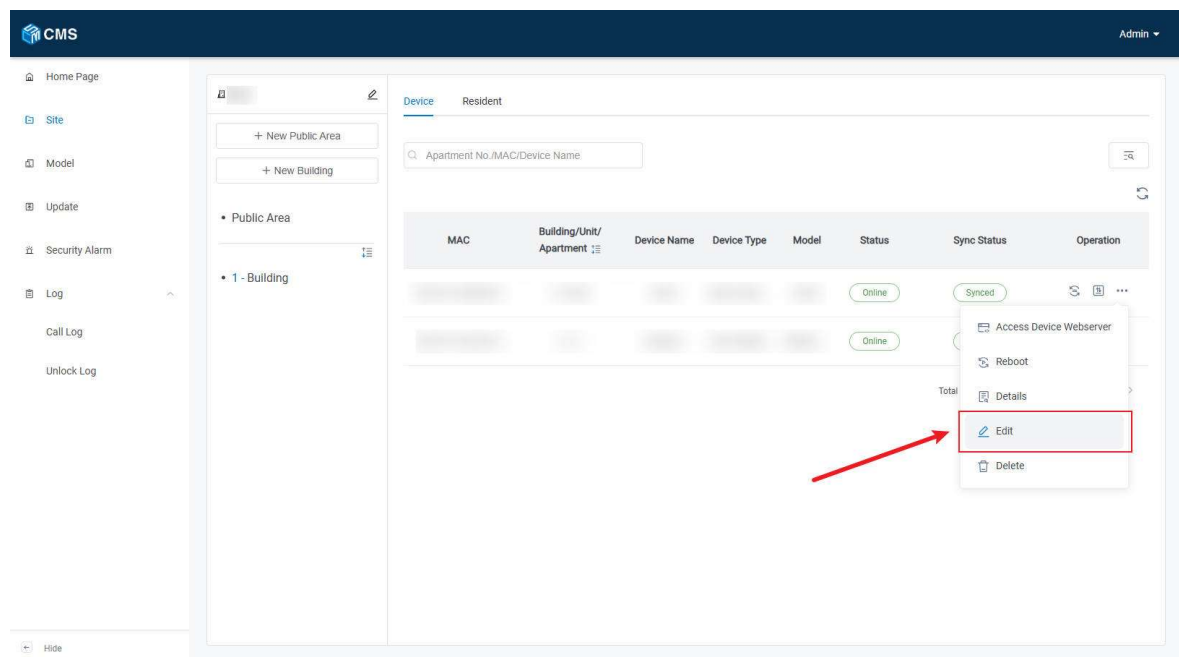 CMS
Admin
Home Page
Site
Model
Update
Security Alarm
Log
Call Log
Unlock Log
Hide
+ New Public Area
+ New Building
• Public Area
• 1 - Building
Device Resident
Apartment No./MAC/Device Name
MAC Building/Unit/ Apartment Device Name Device Type Model Status Sync Status Operation
Online Synced
Online
Total
Access Device Webserver
Reboot
Details
Edit
Delete